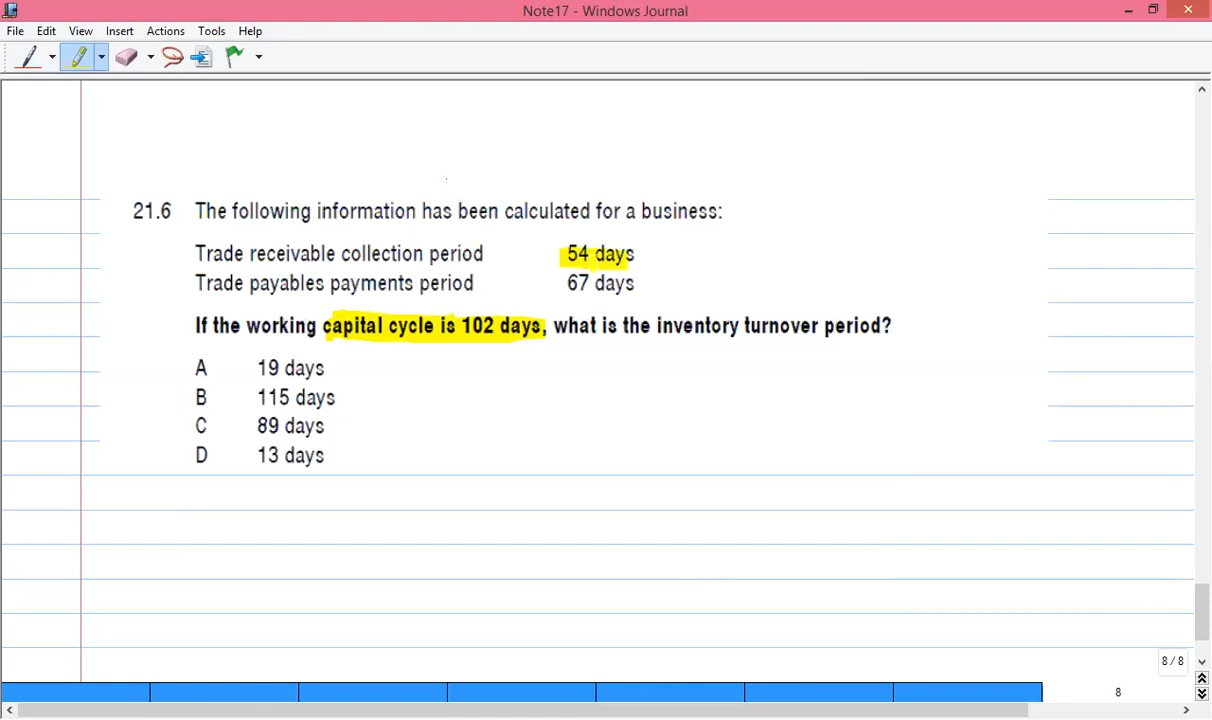 Note17 - Windows Journal
File Edit View Insert Actions Tools Help
21.6 The following information has been calculated for a business:
Trade receivable collection period 54 days
Trade payables payments period 67 days
If the working capital cycle is 102 days, what is the inventory turnover period?
A 19 days
B 115 days
C 89 days
D 13 days
8 / 8
8